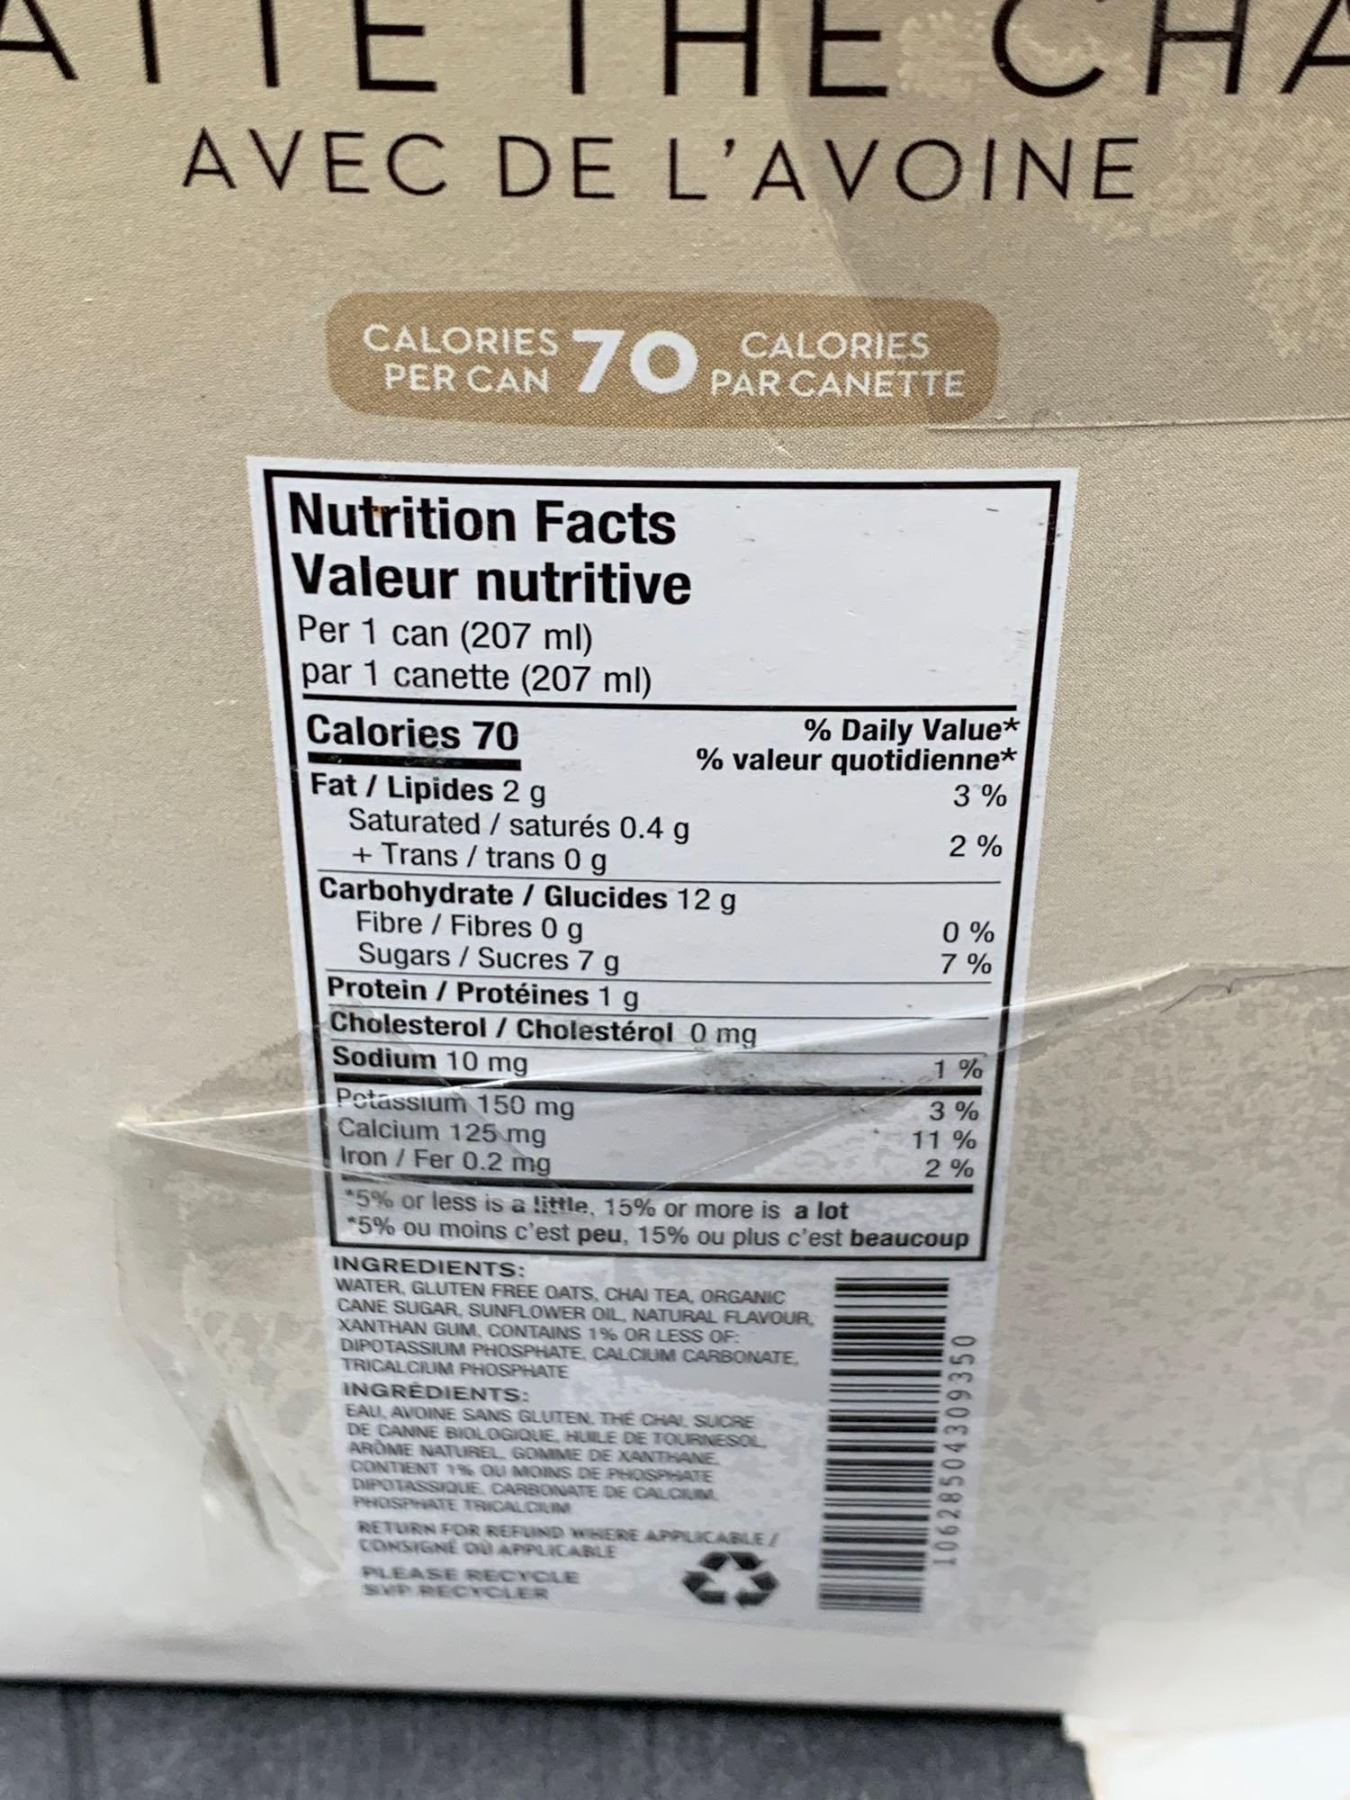 ATTE THÉ CHA
AVEC DE L'AVOINE
CALORIES
PER CAN
70
CALORIES
PAR CANETTE
Nutrition Facts
Valeur nutritive
Per 1 can (207 ml)
par 1 canette (207 ml)
Calories 70
% Daily Value*
% valeur quotidienne*
Fat / Lipides 2 g 3 %
Saturated / saturés 0.4 g
+ Trans / trans 0 g 2 %
Carbohydrate / Glucides 12 g
Fibre / Fibres 0 g 0 %
Sugars / Sucres 7 g 7 %
Protein / Protéines 1 g
Cholesterol / Cholestérol 0 mg
Sodium 10 mg 1 %
Potassium 150 mg 3 %
Calcium 125 mg 11 %
Iron / Fer 0.2 mg 2 %
*5% or less is a little, 15% or more is a lot
*5% ou moins c'est peu, 15% ou plus c'est beaucoup
INGREDIENTS:
WATER, GLUTEN FREE OATS, CHAI TEA, ORGANIC
CANE SUGAR, SUNFLOWER OIL, NATURAL FLAVOUR,
XANTHAN GUM, CONTAINS 1% OR LESS OF:
DIPOTASSIUM PHOSPHATE, CALCIUM CARBONATE,
TRICALCIUM PHOSPHATE
INGRÉDIENTS:
EAU, AVOINE SANS GLUTEN, THÉ CHAI, SUCRE
DE CANNE BIOLOGIQUE, HUILE DE TOURNESOL,
ARÔME NATUREL, GOMME DE XANTHANE,
CONTIENT 1% OU MOINS DE PHOSPHATE
DIPOTASSIQUE, CARBONATE DE CALCIUM,
PHOSPHATE TRICALCIUM
RETURN FOR REFUND WHERE APPLICABLE /
CONSIGNÉ OÙ APPLICABLE
PLEASE RECYCLE
SVP RECYCLER
10628504309350